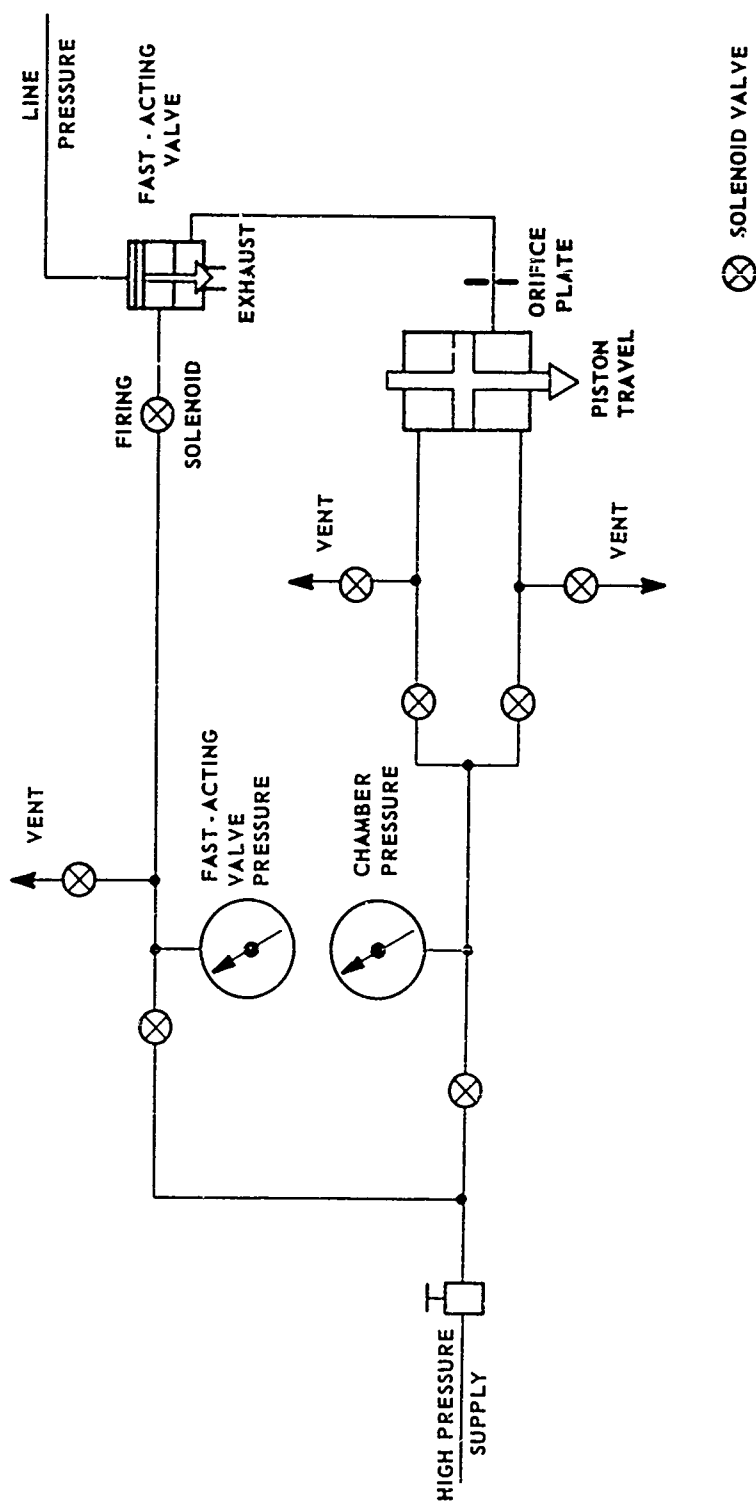 LINE
PRESSURE
FAST - ACTING
VALVE
EXHAUST
FIRING
SOLENOID
ORIFICE
PLATE
PISTON
TRAVEL
VENT
VENT
VENT
FAST - ACTING
VALVE
PRESSURE
CHAMBER
PRESSURE
HIGH PRESSURE
SUPPLY
SOLENOID VALVE